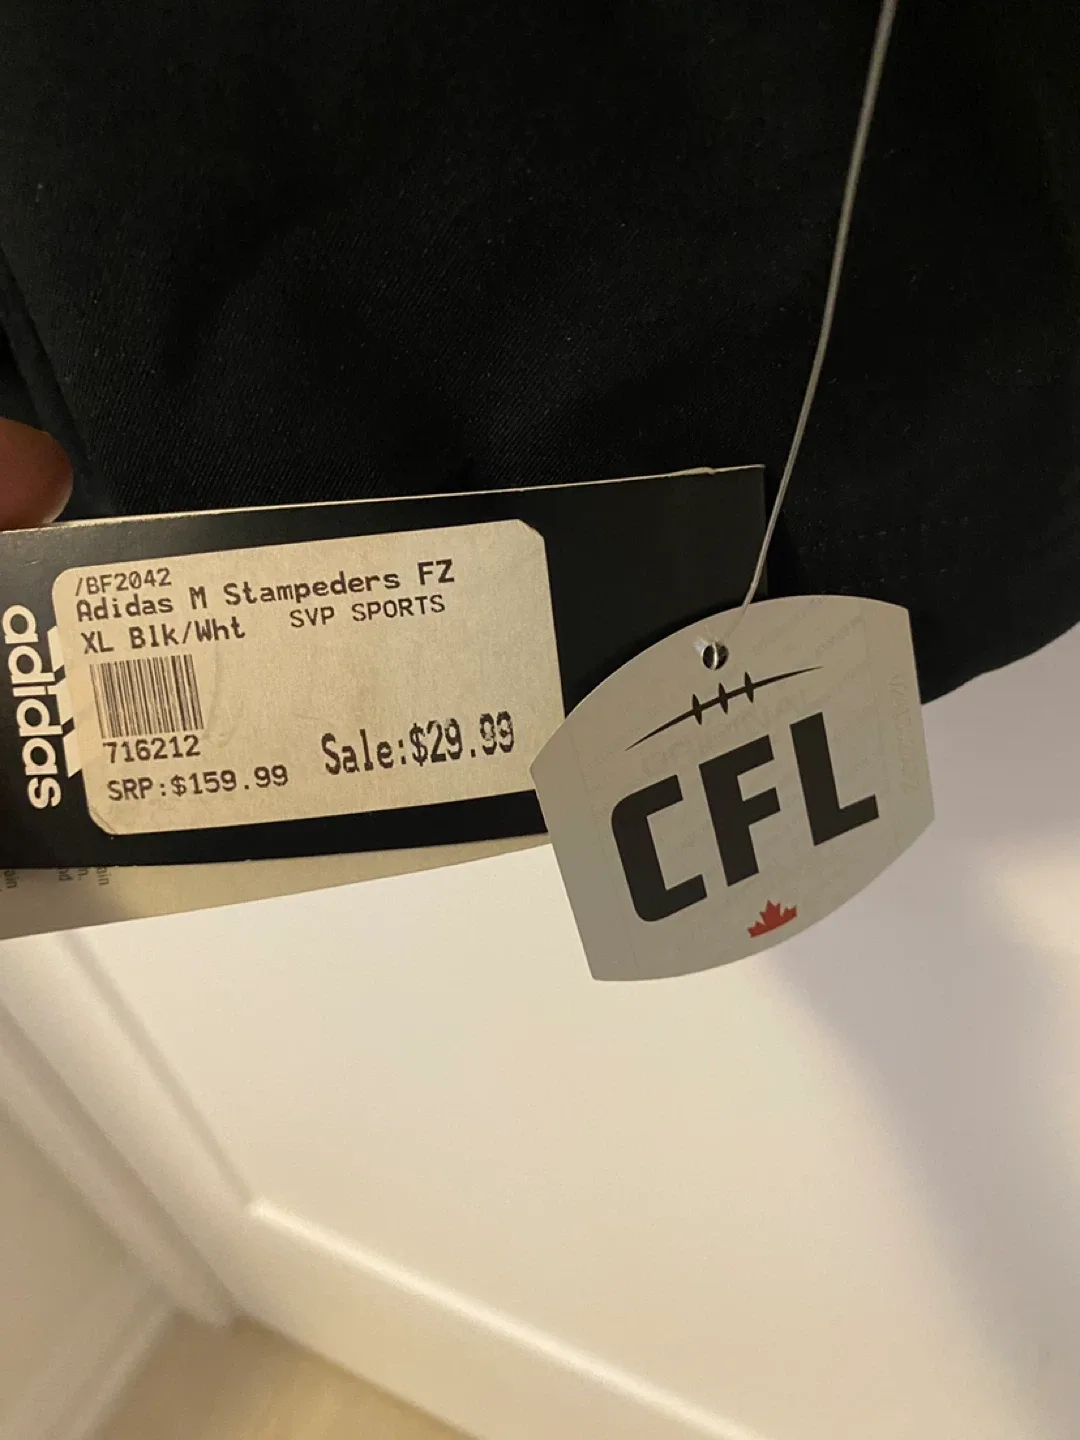 /BF2042
Adidas M Stampeders FZ
XL Blk/Wht SVP SPORTS
716212
SRP:$159.99 Sale:$29.99
adidas
CFL